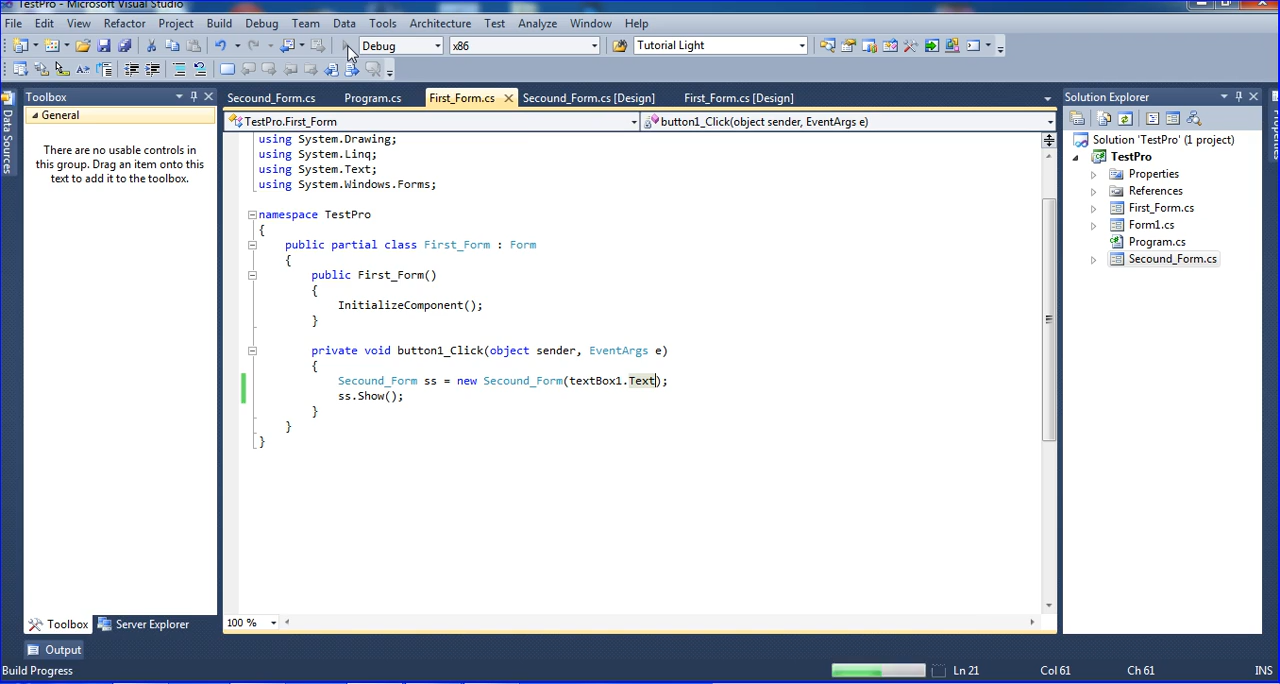 TestPro - Microsoft Visual Studio
File Edit View Refactor Project Build Debug Team Data Tools Architecture Test Analyze Window Help
Debug x86 Tutorial Light
Toolbox
General
There are no usable controls in
this group. Drag an item onto this
text to add it to the toolbox.
Data Sources
Secound_Form.cs Program.cs First_Form.cs Secound_Form.cs [Design] First_Form.cs [Design]
TestPro.First_Form button1_Click(object sender, EventArgs e)
using System.Drawing;
using System.Linq;
using System.Text;
using System.Windows.Forms;
namespace TestPro
{
public partial class First_Form : Form
{
public First_Form()
{
InitializeComponent();
}
private void button1_Click(object sender, EventArgs e)
{
Secound_Form ss = new Secound_Form(textBox1.Text);
ss.Show();
}
}
}
100 %
Solution Explorer
Solution 'TestPro' (1 project)
TestPro
Properties
References
First_Form.cs
Form1.cs
Program.cs
Secound_Form.cs
Properties
Toolbox Server Explorer
Output
Build Progress Ln 21 Col 61 Ch 61 INS